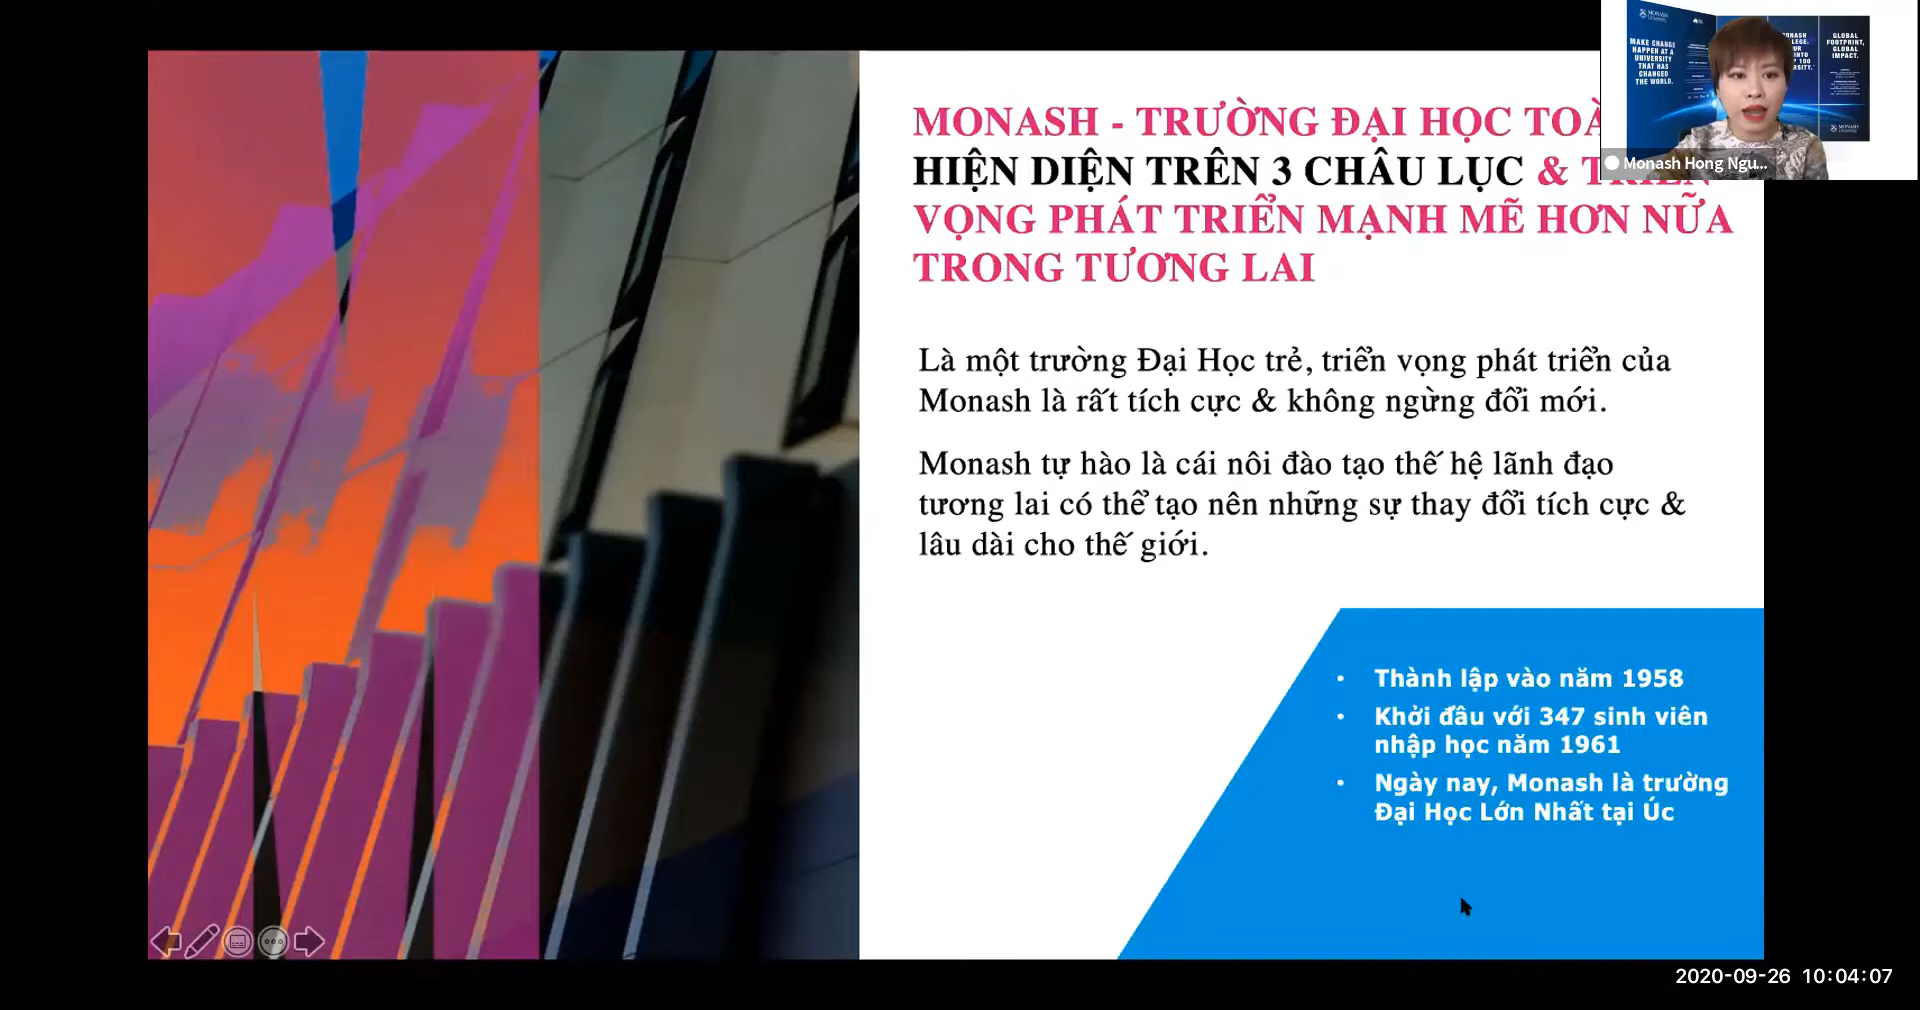 MONASH - TRƯỜNG ĐẠI HỌC
HIỆN DIỆN TRÊN 3 CHÂU LỤC &
VỌNG PHÁT TRIỂN MẠNH MẼ HƠN NỮA
TRONG TƯƠNG LAI
Là một trường Đại Học trẻ, triển vọng phát triển của
Monash là rất tích cực & không ngừng đổi mới.
Monash tự hào là cái nôi đào tạo thế hệ lãnh đạo
tương lai có thể tạo nên những sự thay đổi tích cực &
lâu dài cho thế giới.
• Thành lập vào năm 1958
• Khởi đầu với 347 sinh viên
nhập học năm 1961
• Ngày nay, Monash là trường
Đại Học Lớn Nhất tại Úc
MONASH
University
MAKE CHANGE
HAPPEN AT A
UNIVERSITY
THAT HAS
CHANGED
THE WORLD.
GLOBAL
FOOTPRINT,
GLOBAL
IMPACT.
MONASH
University
Monash Hong Ngu...
2020-09-26 10:04:07